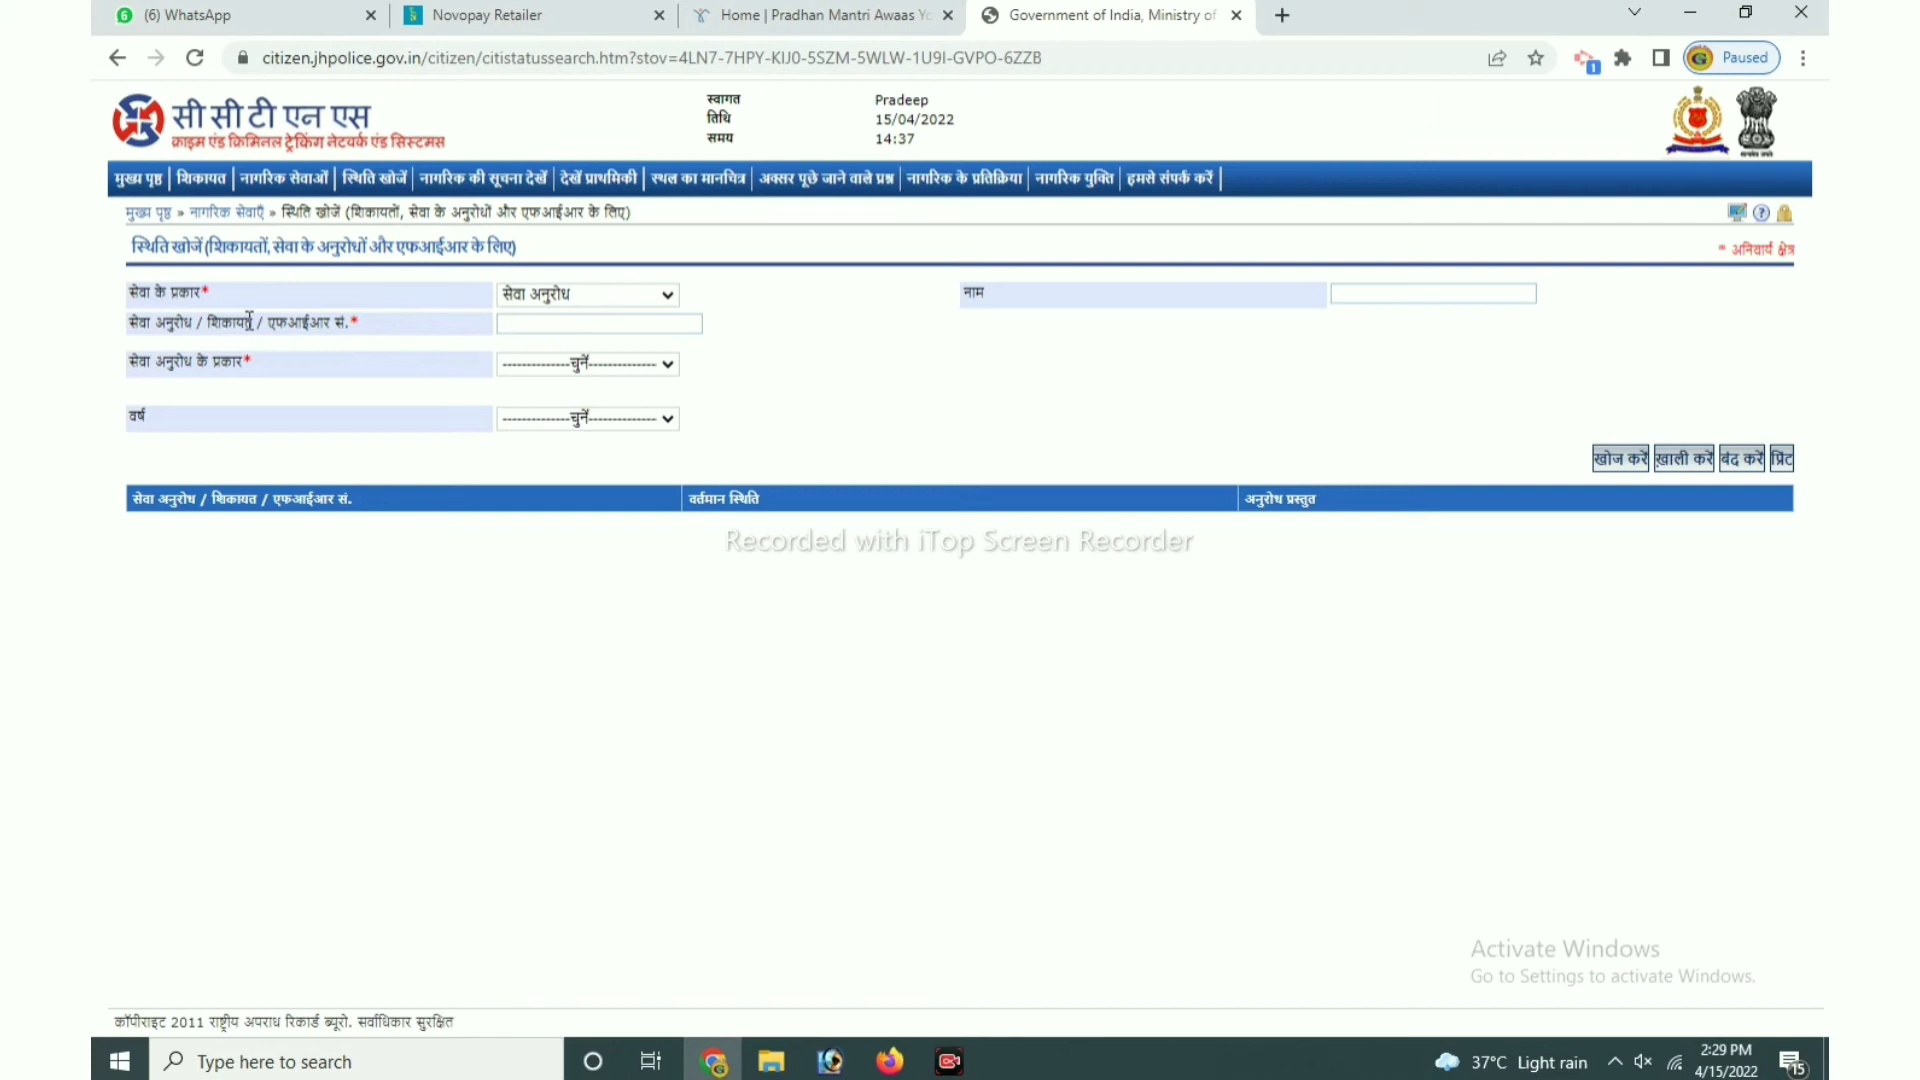 (6) WhatsApp
Novopay Retailer
Home | Pradhan Mantri Awaas Yo
Government of India, Ministry of
citizen.jhpolice.gov.in/citizen/citistatussearch.htm?stov=4LN7-7HPY-KIJ0-5SZM-5WLW-1U9I-GVPO-6ZZB
1
G Paused
सी सी टी एन एस
क्राइम एंड क्रिमिनल ट्रेकिंग नेटवर्क एंड सिस्टमस
स्वागत Pradeep
तिथि 15/04/2022
समय 14:37
मुख्य पृष्ठ | शिकायत | नागरिक सेवाओं | स्थिति खोजें | नागरिक की सूचना देखें | देखें प्राथमिकी | स्थल का मानचित्र | अक्सर पूछे जाने वाले प्रश्न | नागरिक के प्रतिक्रिया | नागरिक युक्ति | हमसे संपर्क करें |
मुख्य पृष्ठ » नागरिक सेवाएँ » स्थिति खोजें (शिकायतों, सेवा के अनुरोधों और एफआईआर के लिए)
स्थिति खोजें (शिकायतों, सेवा के अनुरोधों और एफआईआर के लिए)
* अनिवार्य क्षेत्र
सेवा के प्रकार* सेवा अनुरोध नाम
सेवा अनुरोध / शिकायत / एफआईआर सं.*
सेवा अनुरोध के प्रकार* --------------चुनें--------------
वर्ष --------------चुनें--------------
खोज करें ख़ाली करें बंद करें प्रिंट
सेवा अनुरोध / शिकायत / एफआईआर सं. वर्तमान स्थिति अनुरोध प्रस्तुत
Recorded with iTop Screen Recorder
Activate Windows
Go to Settings to activate Windows.
कॉपीराइट 2011 राष्ट्रीय अपराध रिकार्ड ब्यूरो. सर्वाधिकार सुरक्षित
Type here to search
37°C Light rain
2:29 PM
4/15/2022
15